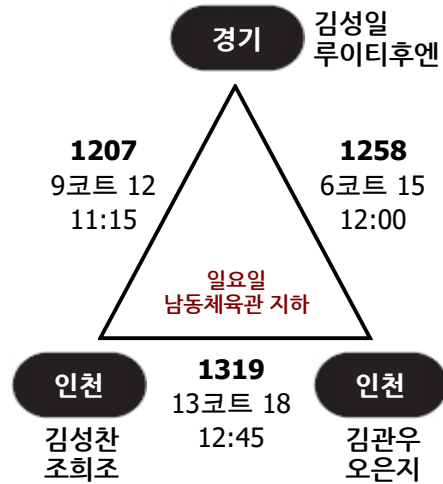 경기
김성일
루이티후엔
1207
9코트 12
11:15
1258
6코트 15
12:00
일요일
남동체육관 지하
인천
김성찬
조희조
1319
13코트 18
12:45
인천
김관우
오은지